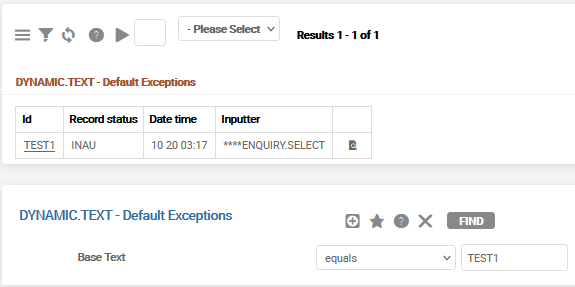 - Please Select
Results 1 - 1 of 1
DYNAMIC.TEXT - Default Exceptions
Id Record status Date time Inputter
TEST1 INAU 10 20 03:17 ****ENQUIRY.SELECT
DYNAMIC.TEXT - Default Exceptions
FIND
Base Text equals TEST1